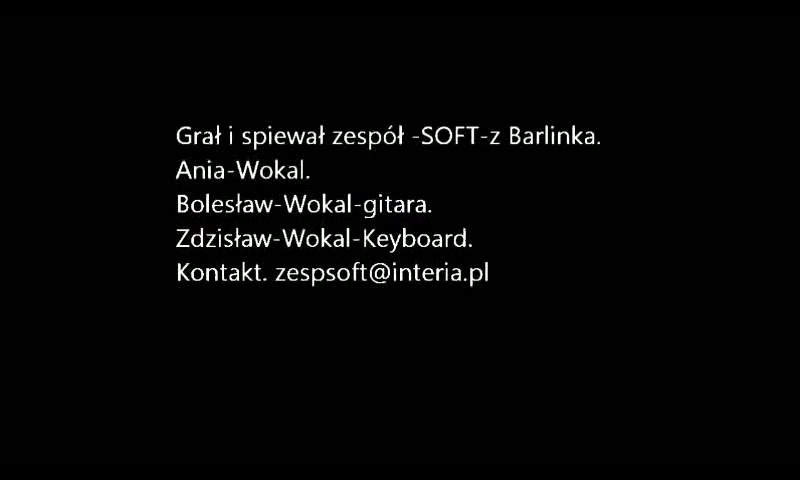 Grał i spiewał zespół -SOFT-z Barlinka.
Ania-Wokal.
Bolesław-Wokal-gitara.
Zdzisław-Wokal-Keyboard.
Kontakt. zespsoft@interia.pl